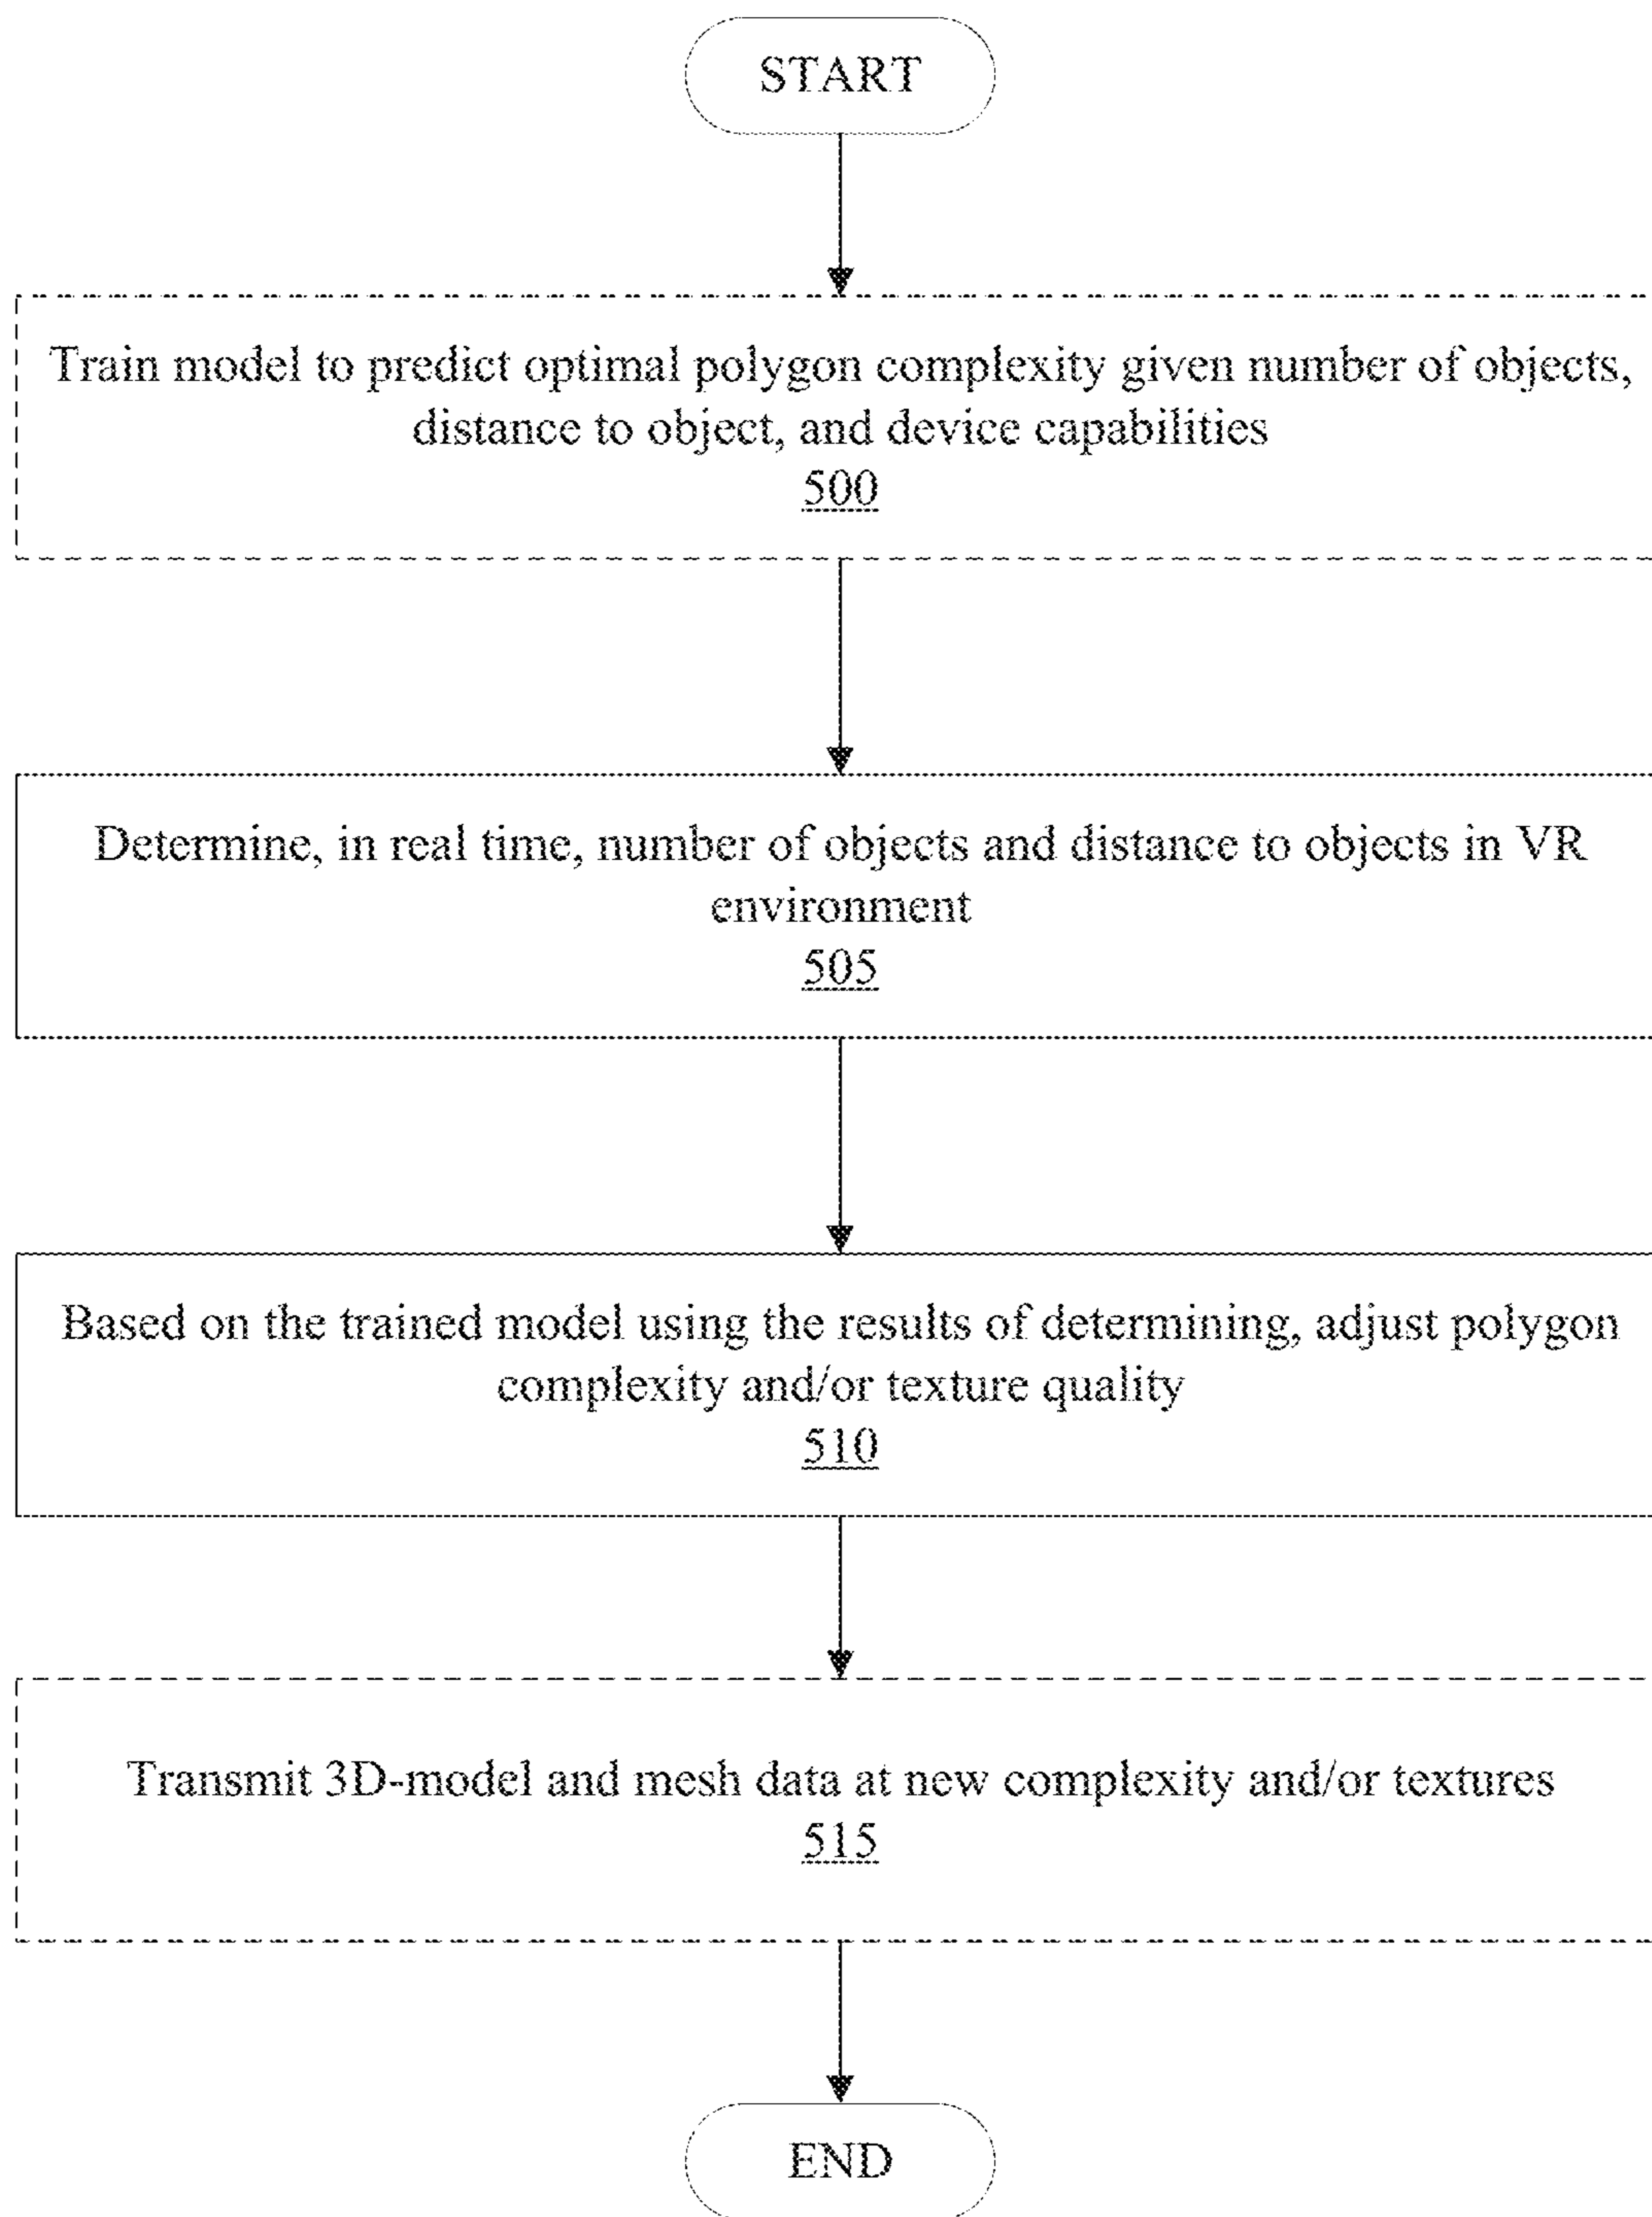 START
Train model to predict optimal polygon complexity given number of objects,
distance to object, and device capabilities
500
Determine, in real time, number of objects and distance to objects in VR
environment
505
Based on the trained model using the results of determining, adjust polygon
complexity and/or texture quality
510
Transmit 3D-model and mesh data at new complexity and/or textures
515
END